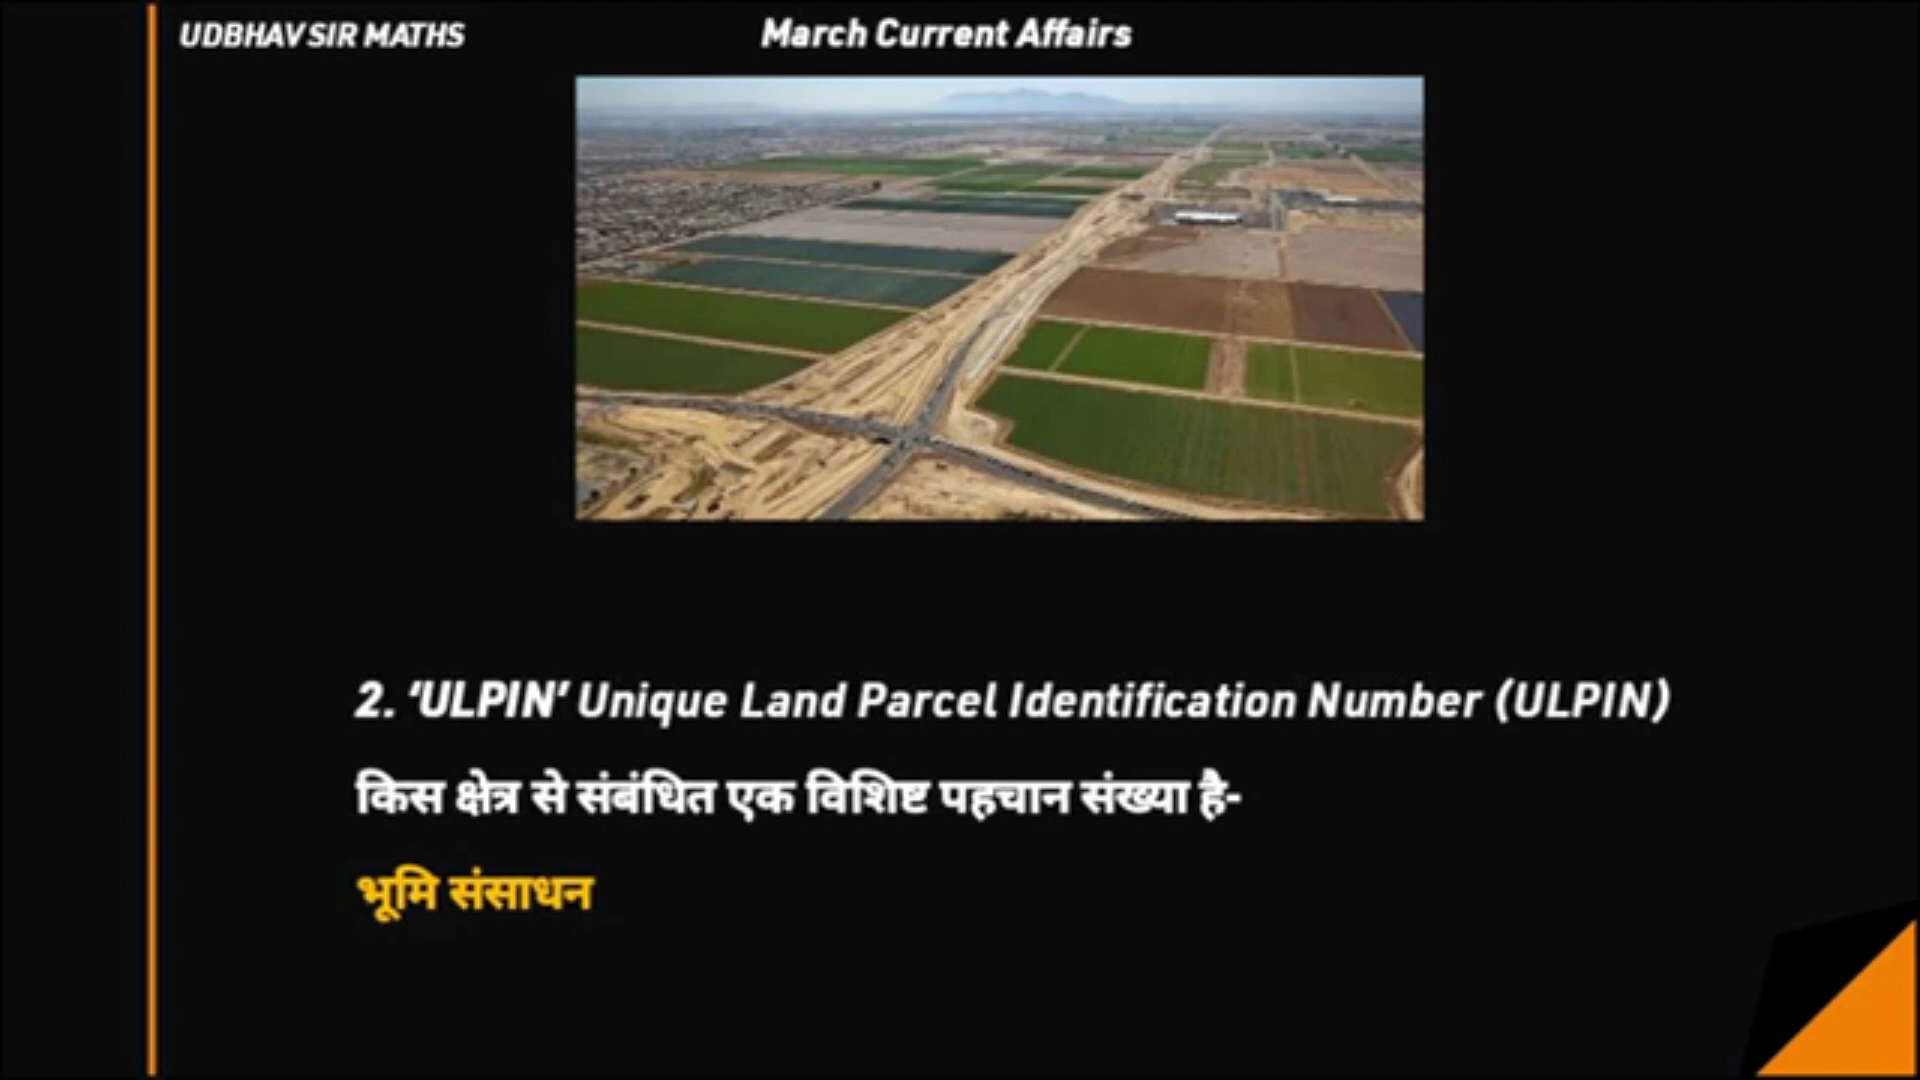 UDBHAV SIR MATHS
March Current Affairs
2. ‘ULPIN’ Unique Land Parcel Identification Number (ULPIN)
किस क्षेत्र से संबंधित एक विशिष्ट पहचान संख्या है-
भूमि संसाधन